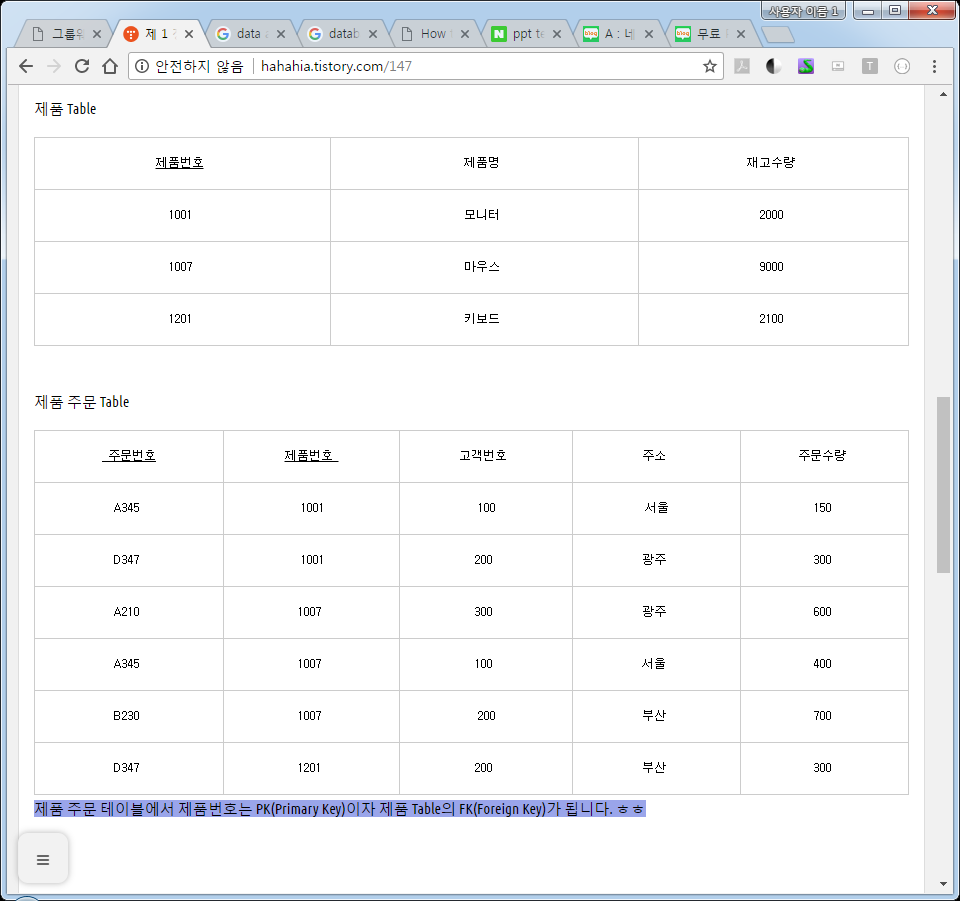 사용자 이름 1
그룹우
제 1 정
data
datab
How
ppt te
A : 네
무료
안전하지 않음 hahahia.tistory.com/147
제품 Table
제품번호 제품명 재고수량
1001 모니터 2000
1007 마우스 9000
1201 키보드 2100
제품 주문 Table
주문번호 제품번호 고객번호 주소 주문수량
A345 1001 100 서울 150
D347 1001 200 광주 300
A210 1007 300 광주 600
A345 1007 100 서울 400
B230 1007 200 부산 700
D347 1201 200 부산 300
제품 주문 테이블에서 제품번호는 PK(Primary Key)이자 제품 Table의 FK(Foreign Key)가 됩니다. ㅎㅎ